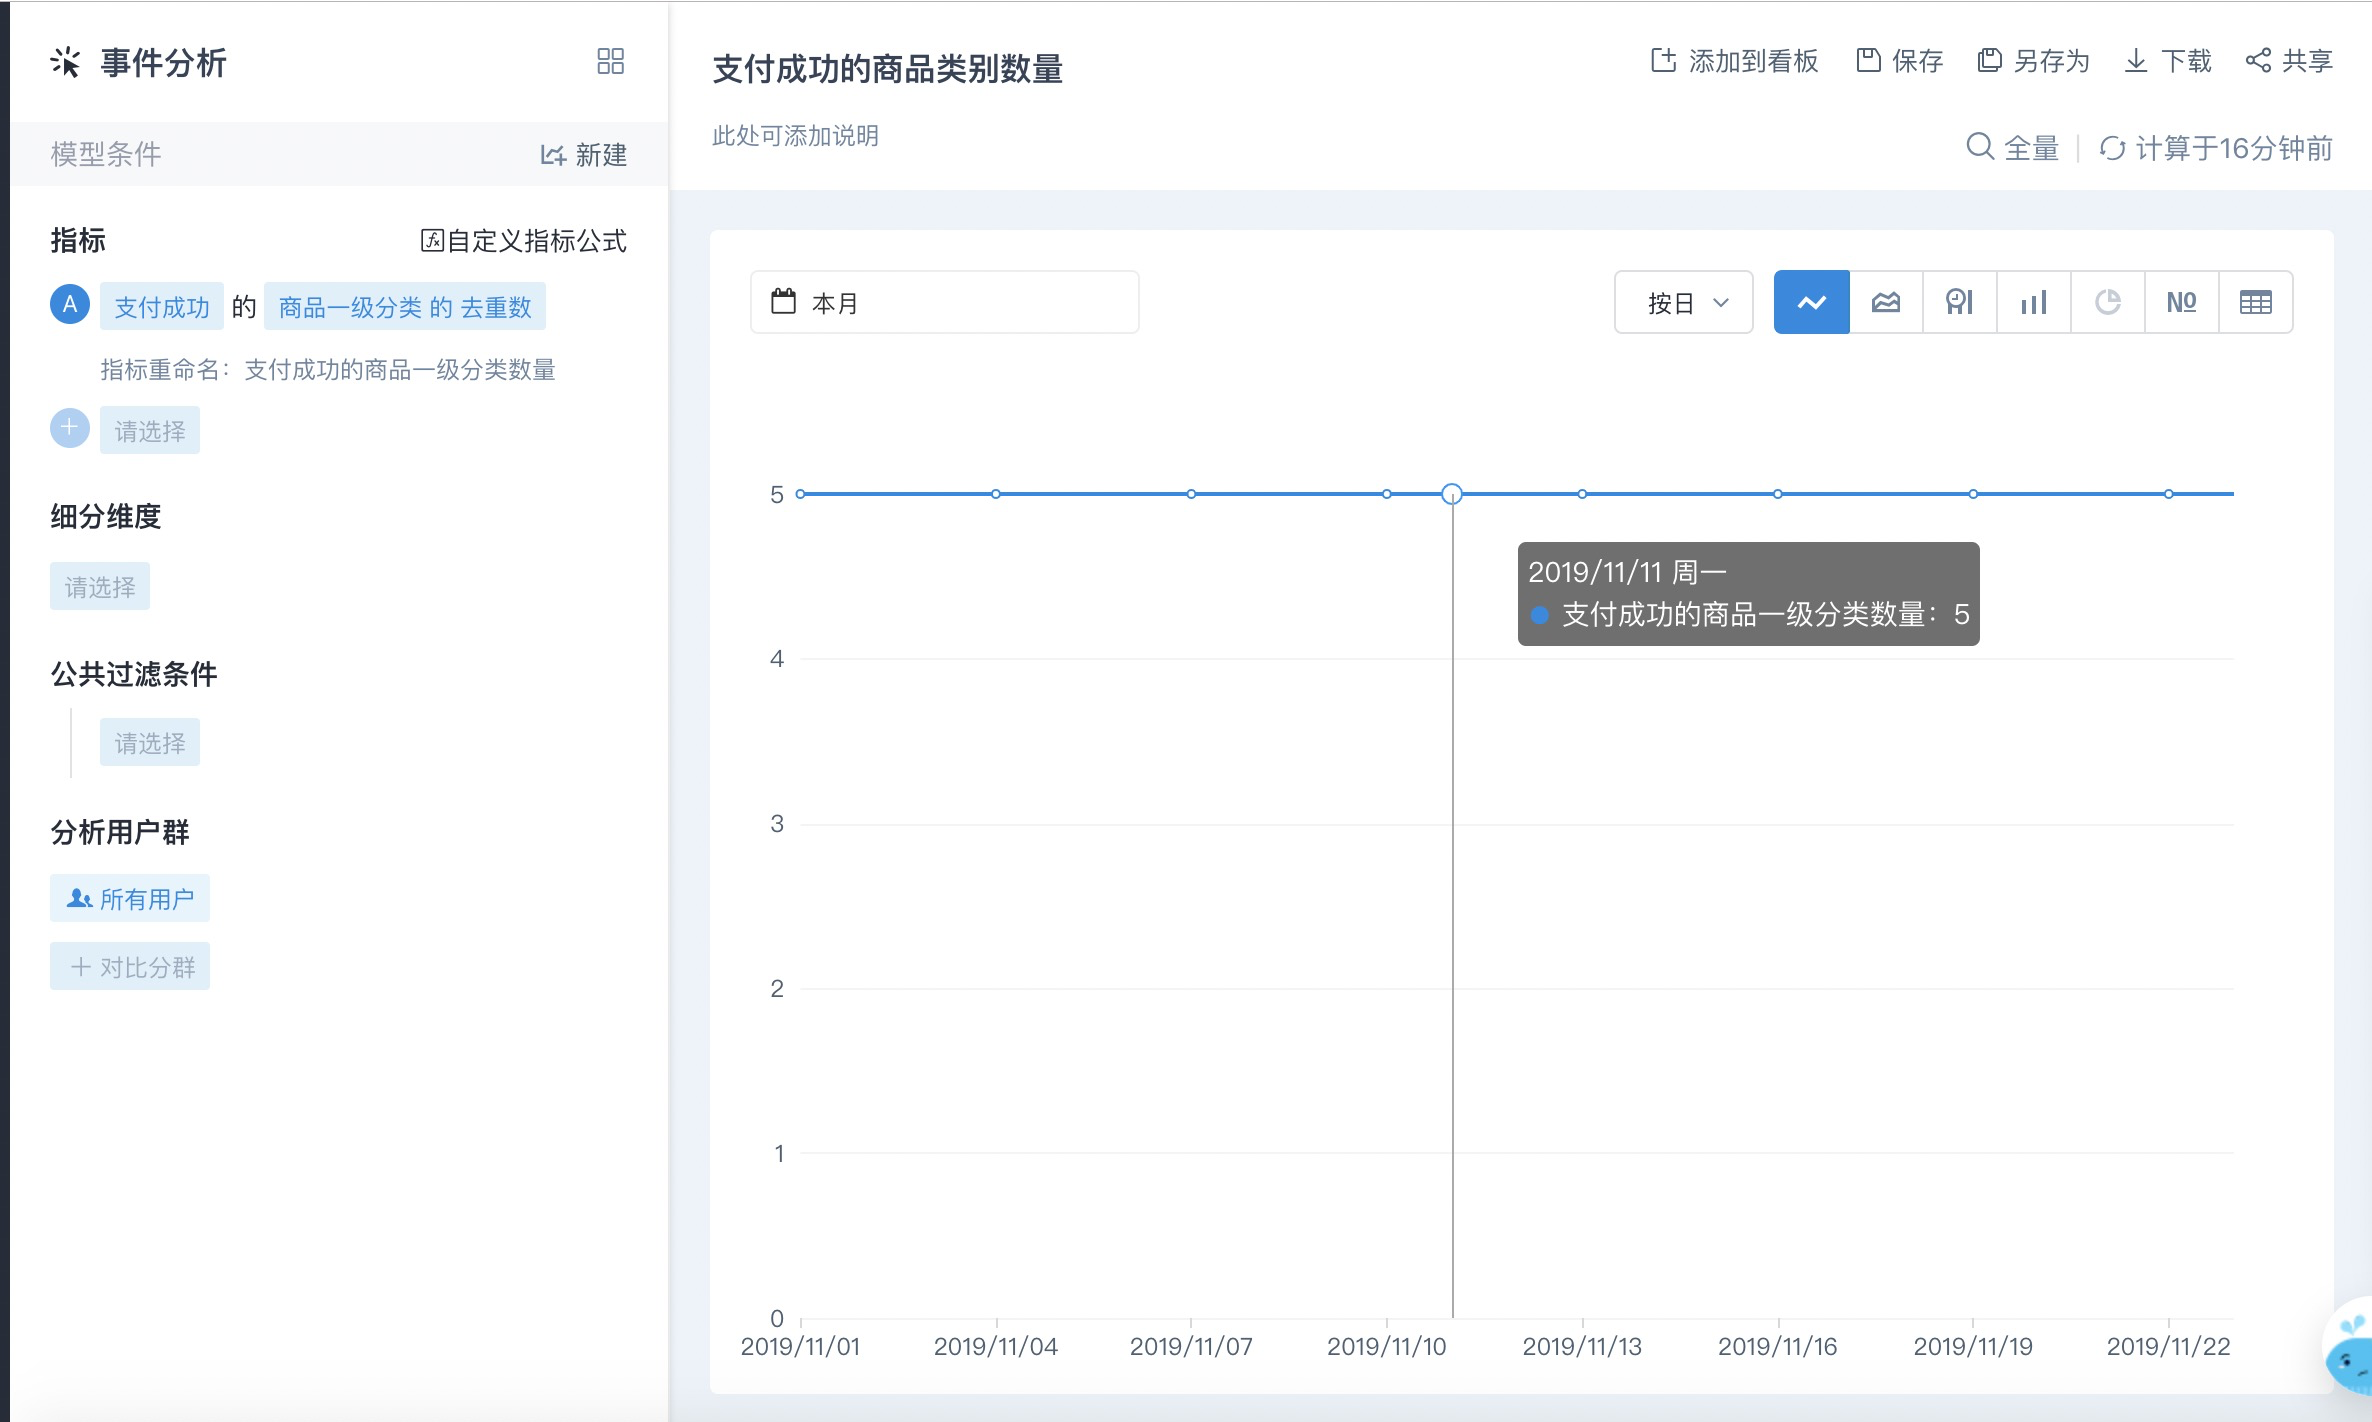 事件分析
模型条件
新建
指标
自定义指标公式
A 支付成功 的 商品一级分类 的 去重数
指标重命名：支付成功的商品一级分类数量
请选择
细分维度
请选择
公共过滤条件
请选择
分析用户群
所有用户
对比分群
支付成功的商品类别数量
添加到看板 保存 另存为 下载 共享
此处可添加说明
全量 计算于16分钟前
本月
按日
Nº
5
2019/11/11 周一
支付成功的商品一级分类数量：5
4
3
2
1
0
2019/11/01 2019/11/04 2019/11/07 2019/11/10 2019/11/13 2019/11/16 2019/11/19 2019/11/22